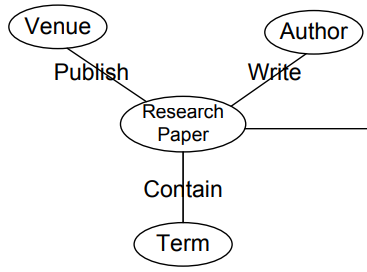 Venue
Author
Publish
Write
Research
Paper
Contain
Term